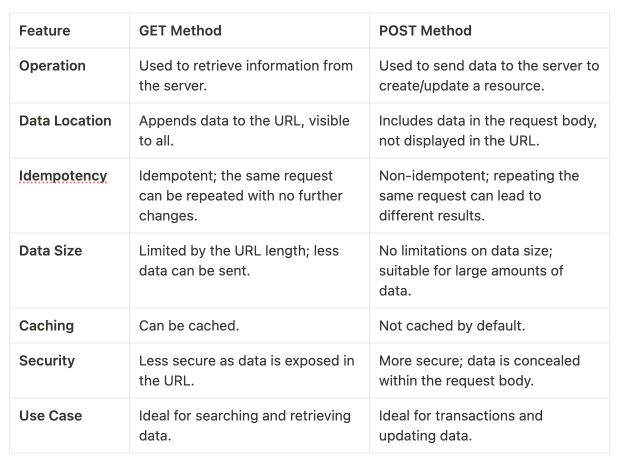 Feature GET Method POST Method
Operation Used to retrieve information from Used to send data to the server to
the server. create/update a resource.
Data Location Appends data to the URL, visible Includes data in the request body,
to all. not displayed in the URL.
Idempotency Idempotent; the same request Non-idempotent; repeating the
can be repeated with no further same request can lead to
changes. different results.
Data Size Limited by the URL length; less No limitations on data size;
data can be sent. suitable for large amounts of
data.
Caching Can be cached. Not cached by default.
Security Less secure as data is exposed in More secure; data is concealed
the URL. within the request body.
Use Case Ideal for searching and retrieving Ideal for transactions and
data. updating data.